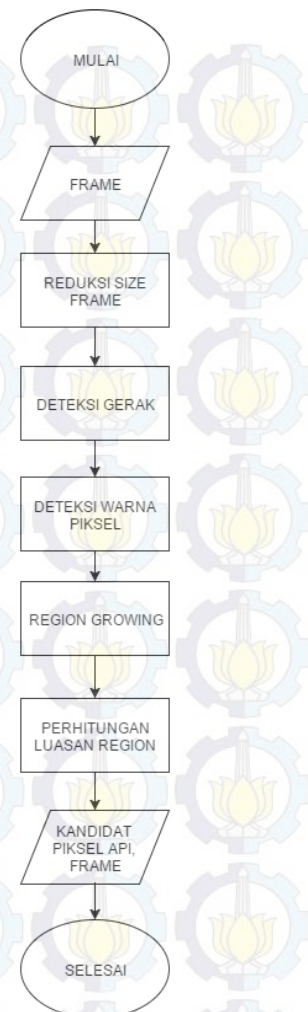 MULAI
FRAME
REDUKSI SIZE
FRAME
DETEKSI GERAK
DETEKSI WARNA
PIKSEL
REGION GROWING
PERHITUNGAN
LUASAN REGION
KANDIDAT
PIKSEL API,
FRAME
SELESAI